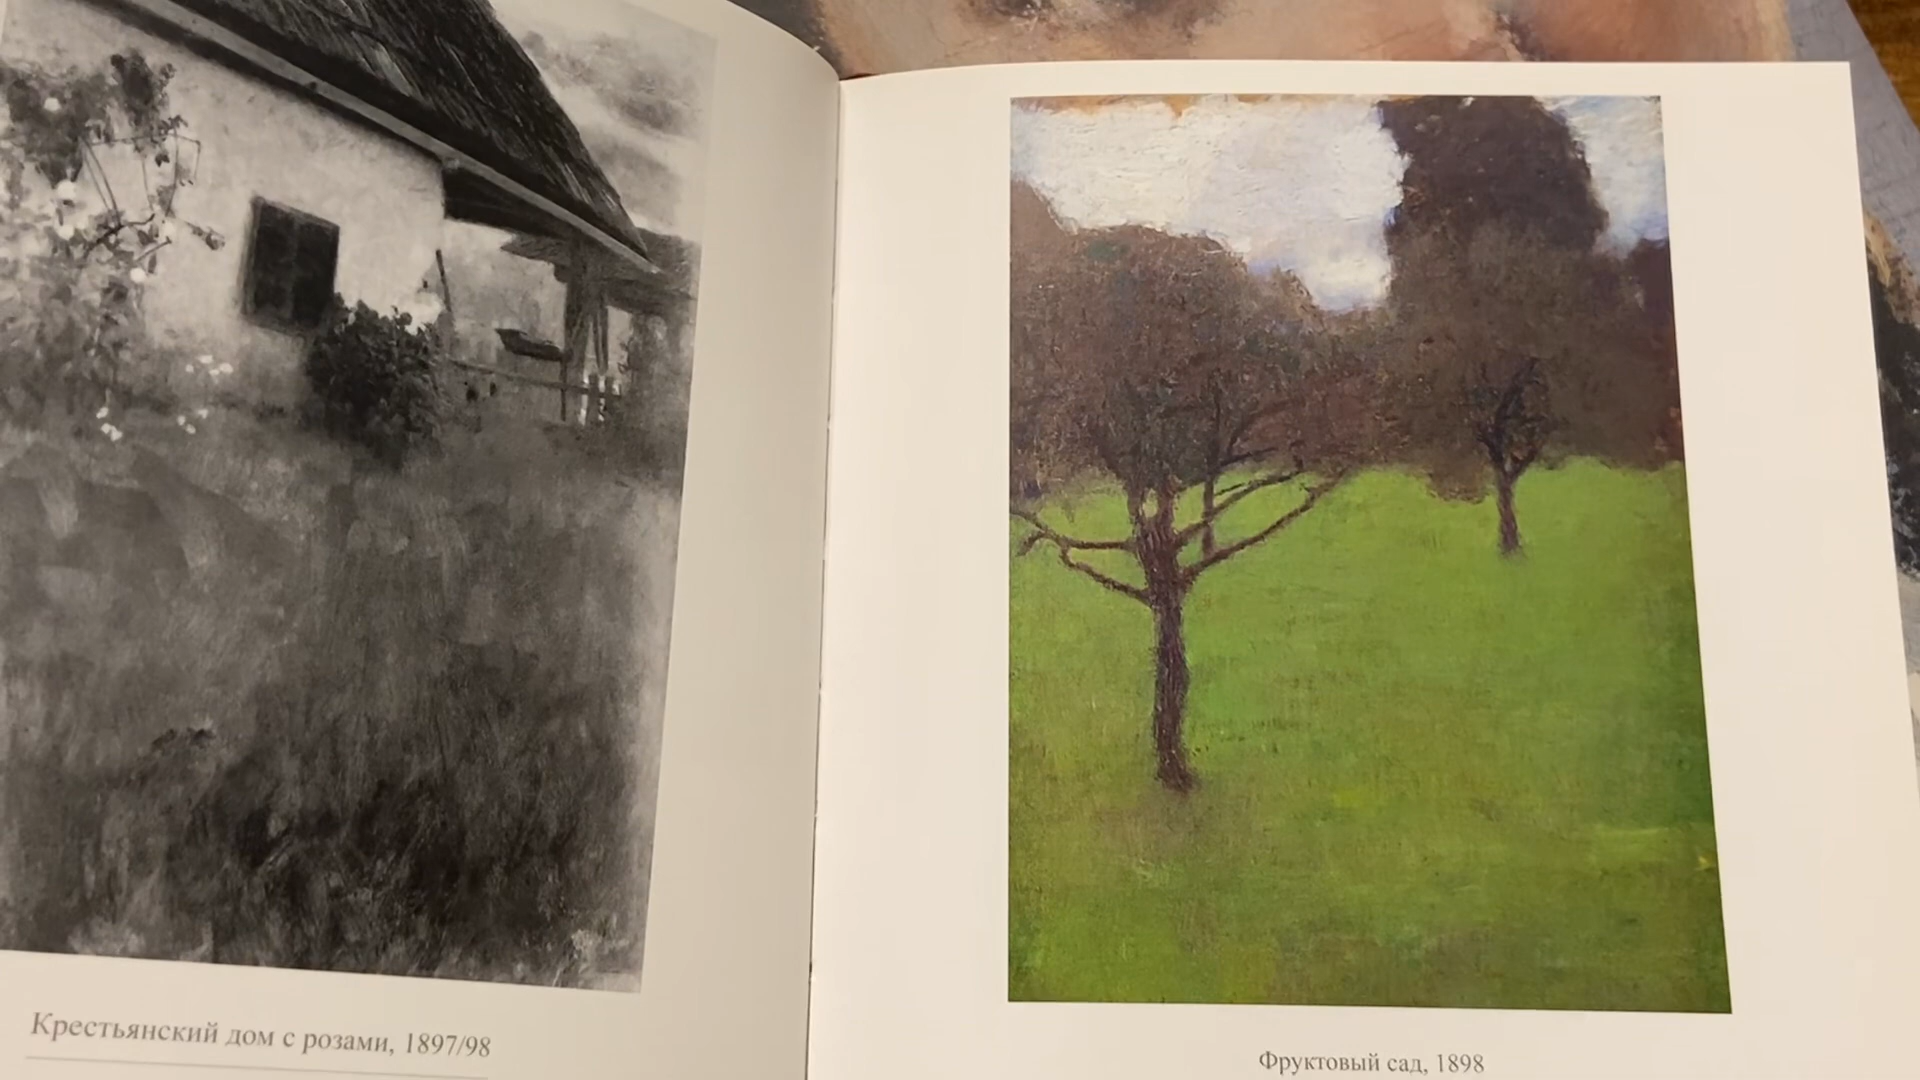 Крестьянский дом с розами, 1897/98
Фруктовый сад, 1898